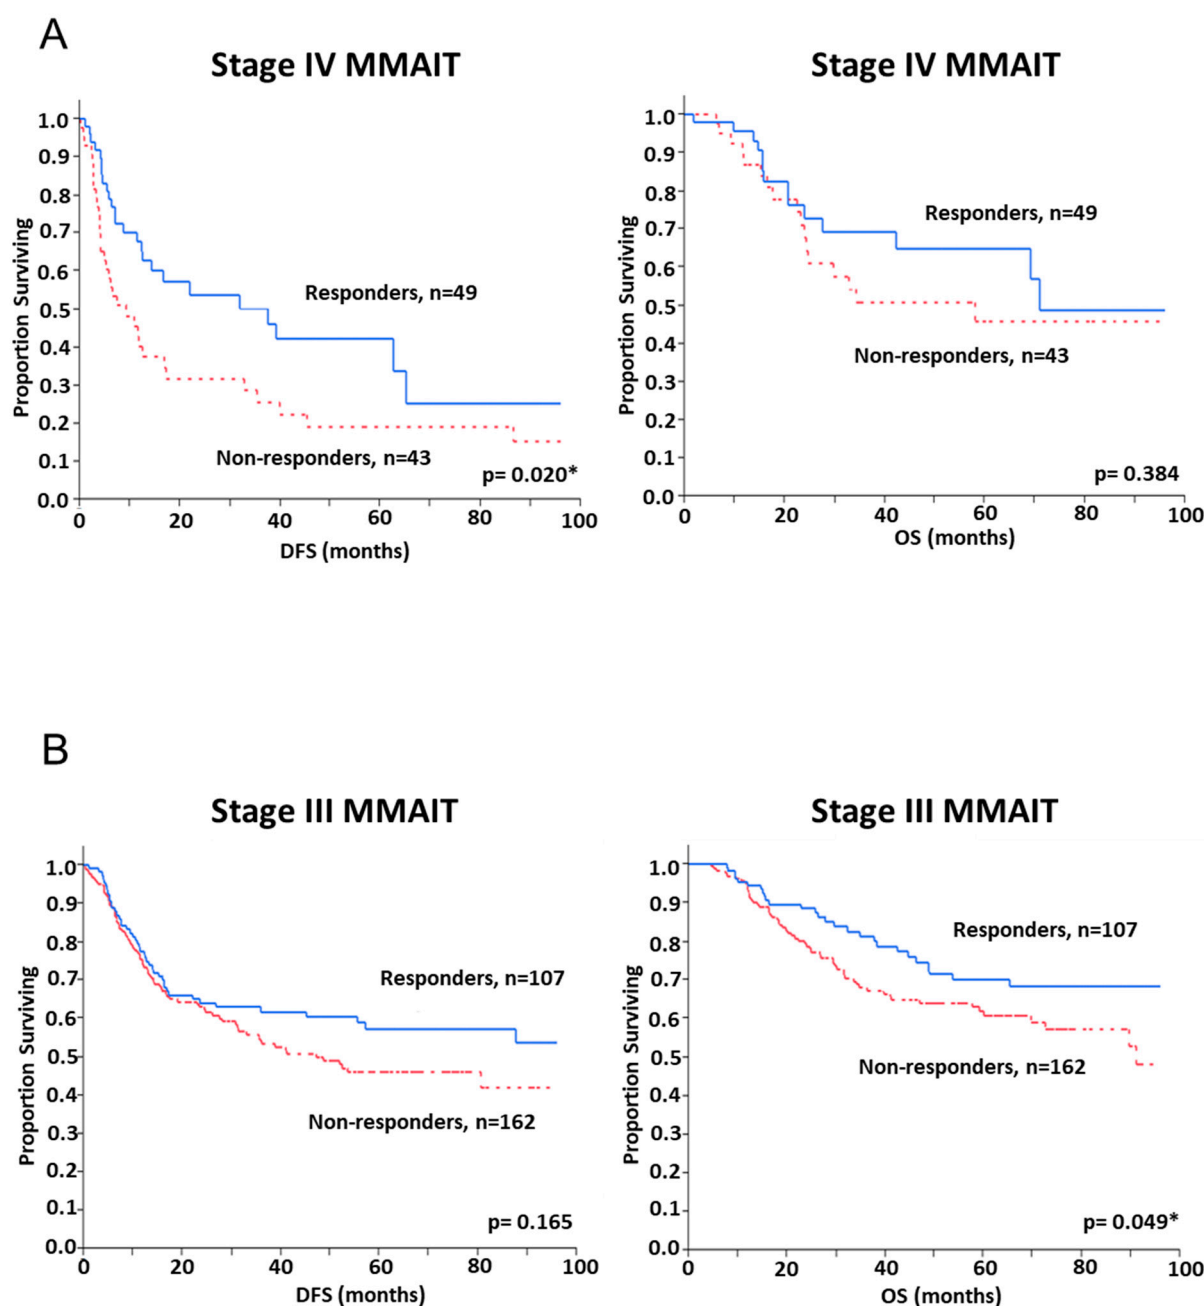 A
Stage IV MMAIT
Stage IV MMAIT
Proportion Surviving
1.0
0.9
0.8
0.7
0.6
0.5
0.4
0.3
0.2
0.1
0.0
Responders, n=49
Non-responders, n=43
p= 0.020*
0 20 40 60 80 100
DFS (months)
Proportion Surviving
1.0
0.9
0.8
0.7
0.6
0.5
0.4
0.3
0.2
0.1
0.0
Responders, n=49
Non-responders, n=43
p= 0.384
0 20 40 60 80 100
OS (months)
B
Stage III MMAIT
Stage III MMAIT
Proportion Surviving
1.0
0.9
0.8
0.7
0.6
0.5
0.4
0.3
0.2
0.1
0.0
Responders, n=107
Non-responders, n=162
p= 0.165
0 20 40 60 80 100
DFS (months)
Proportion Surviving
1.0
0.9
0.8
0.7
0.6
0.5
0.4
0.3
0.2
0.1
0.0
Responders, n=107
Non-responders, n=162
p= 0.049*
0 20 40 60 80 100
OS (months)